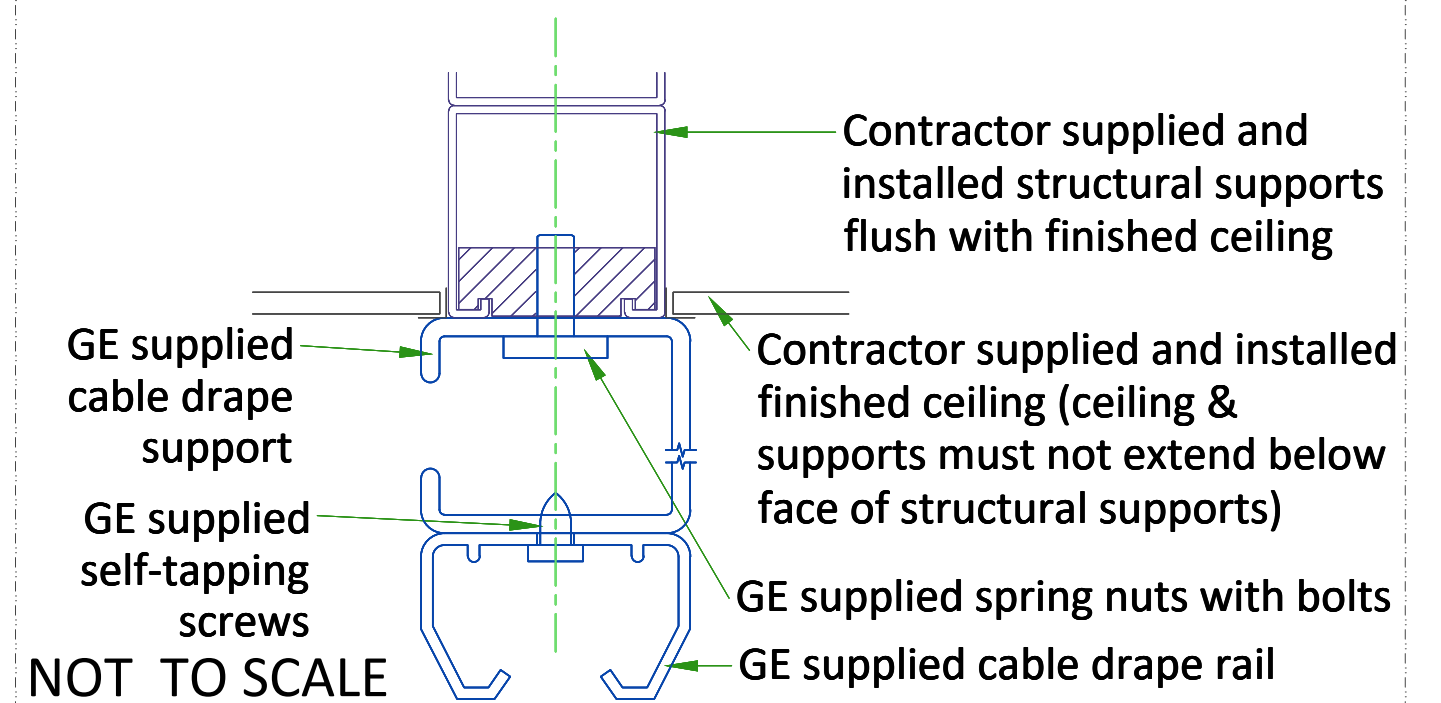 Contractor supplied and
installed structural supports
flush with finished ceiling
GE supplied
cable drape
support
Contractor supplied and installed
finished ceiling (ceiling &
supports must not extend below
face of structural supports)
GE supplied
self-tapping
screws
GE supplied spring nuts with bolts
GE supplied cable drape rail
NOT TO SCALE